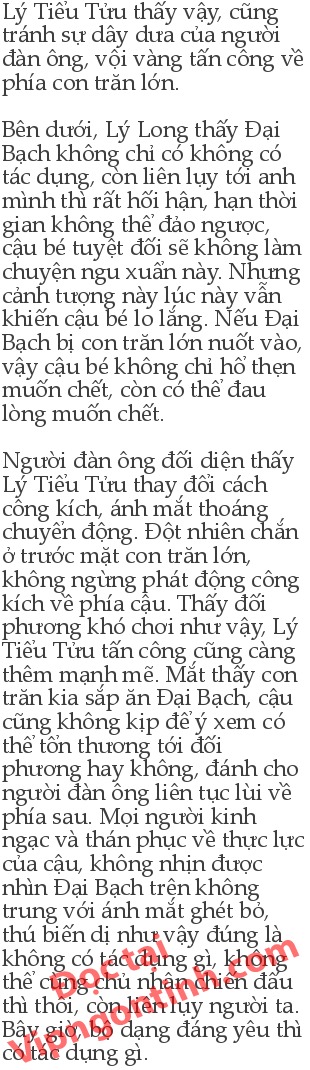 Lý Tiểu Tửu thấy vậy, cũng
tránh sự dây dưa của người
đàn ông, vội vàng tấn công về
phía con trăn lớn.
Bên dưới, Lý Long thấy Đại
Bạch không chỉ có không có
tác dụng, còn liên lụy tới anh
mình thì rất hối hận, hạn thời
gian không thể đảo ngược,
cậu bé tuyệt đối sẽ không làm
chuyện ngu xuẩn này. Nhưng
cảnh tượng này lúc này vẫn
khiến cậu bé lo lắng. Nếu Đại
Bạch bị con trăn lớn nuốt vào,
vậy cậu bé không chỉ hổ thẹn
muốn chết, còn có thể đau
lòng muốn chết.
Người đàn ông đối diện thấy
Lý Tiểu Tửu thay đổi cách
công kích, ánh mắt thoáng
chuyển động. Đột nhiên chắn
ở trước mặt con trăn lớn,
không ngừng phát động công
kích về phía cậu. Thấy đối
phương khó chơi như vậy, Lý
Tiểu Tửu tấn công cũng càng
thêm mạnh mẽ. Mắt thấy con
trăn kia sắp ăn Đại Bạch, cậu
cũng không kịp để ý xem có
thể tổn thương tới đối
phương hay không, đánh cho
người đàn ông liên tục lùi về
phía sau. Mọi người kinh
ngạc và thán phục về thực lực
của cậu, không nhịn được
nhìn Đại Bạch trên không
trung với ánh mắt ghét bỏ,
thú biến dị như vậy đúng là
không có tác dụng gì, không
thể cùng chủ nhân chiến đấu
thì thôi, còn liên lụy người ta.
Bây giờ, bộ dạng đáng yêu thì
có tác dụng gì.
Đọc tại
Vipngontinh.com